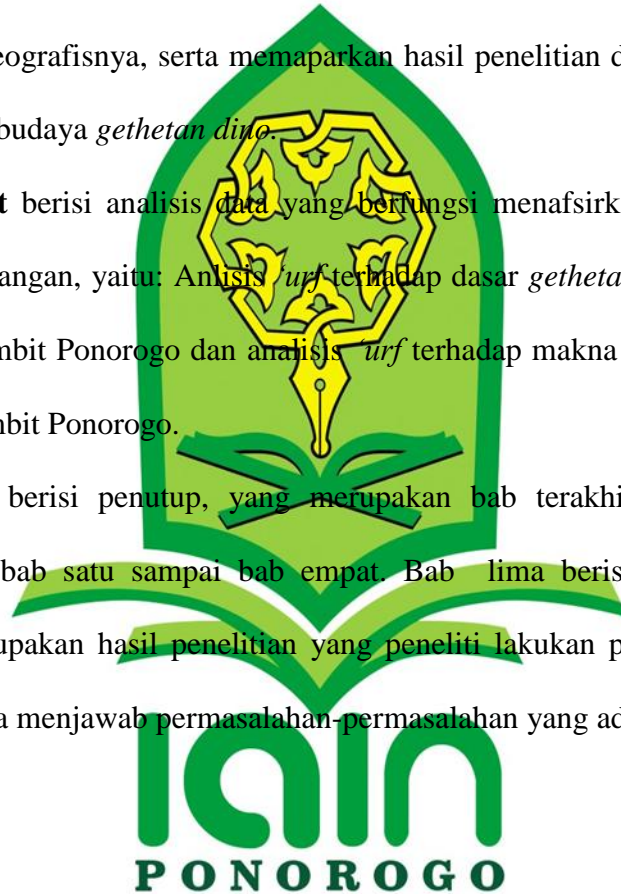 eografisnya, serta memaparkan hasil penelitian d
budaya gethetan dino.
t berisi analisis data yang berfungsi menafsirk
angan, yaitu: Anlisis ‘urf terhadap dasar getheta
mbit Ponorogo dan analisis ‘urf terhadap makna
nbit Ponorogo.
berisi penutup, yang merupakan bab terakhi
bab satu sampai bab empat. Bab lima beris
upakan hasil penelitian yang peneliti lakukan p
a menjawab permasalahan-permasalahan yang ad
iain
PONOROGO